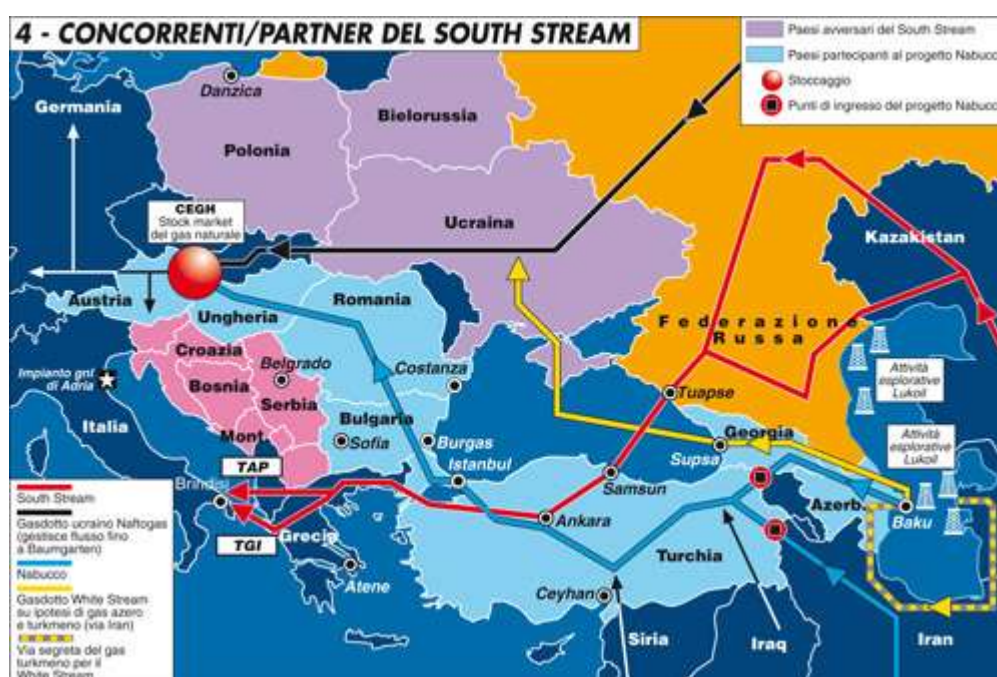 4 - CONCORRENTI/PARTNER DEL SOUTH STREAM
Paesi avversari del South Stream
Paesi partecipanti al progetto Nabucc
Stoccaggio
Punti di ingresso del progetto Nabucc
Germania
Danzica
Bielorussia
Polonia
CEGH
Stock market
del gas naturale
Ucraina
Kazakistan
Austria
Ungheria
Romania
Federazione
Russa
Croazia
Belgrado
Costanza
Impianto gnl
di Adria
Bosnia
Serbia
Tuapse
Attività
esplorative
Lukoil
Italia
Bulgaria
Mont.
Sofia
Burgas
Georgia
Supsa
Attività
esplorative
Lukoil
TAP
Istanbul
Samsun
Azerb.
Baku
Brindisi
Ankara
TGI
Grecia
Turchia
Atene
Ceyhan
Siria
Iraq
Iran
South Stream
Gasdotto ucraino Naftogas
(gestisce flusso fino
a Baumgarten)
Nabucco
Gasdotto White Stream
su ipotesi di gas azero
e turkmeno (via Iran)
Via segreta del gas
turkmeno per il
White Stream